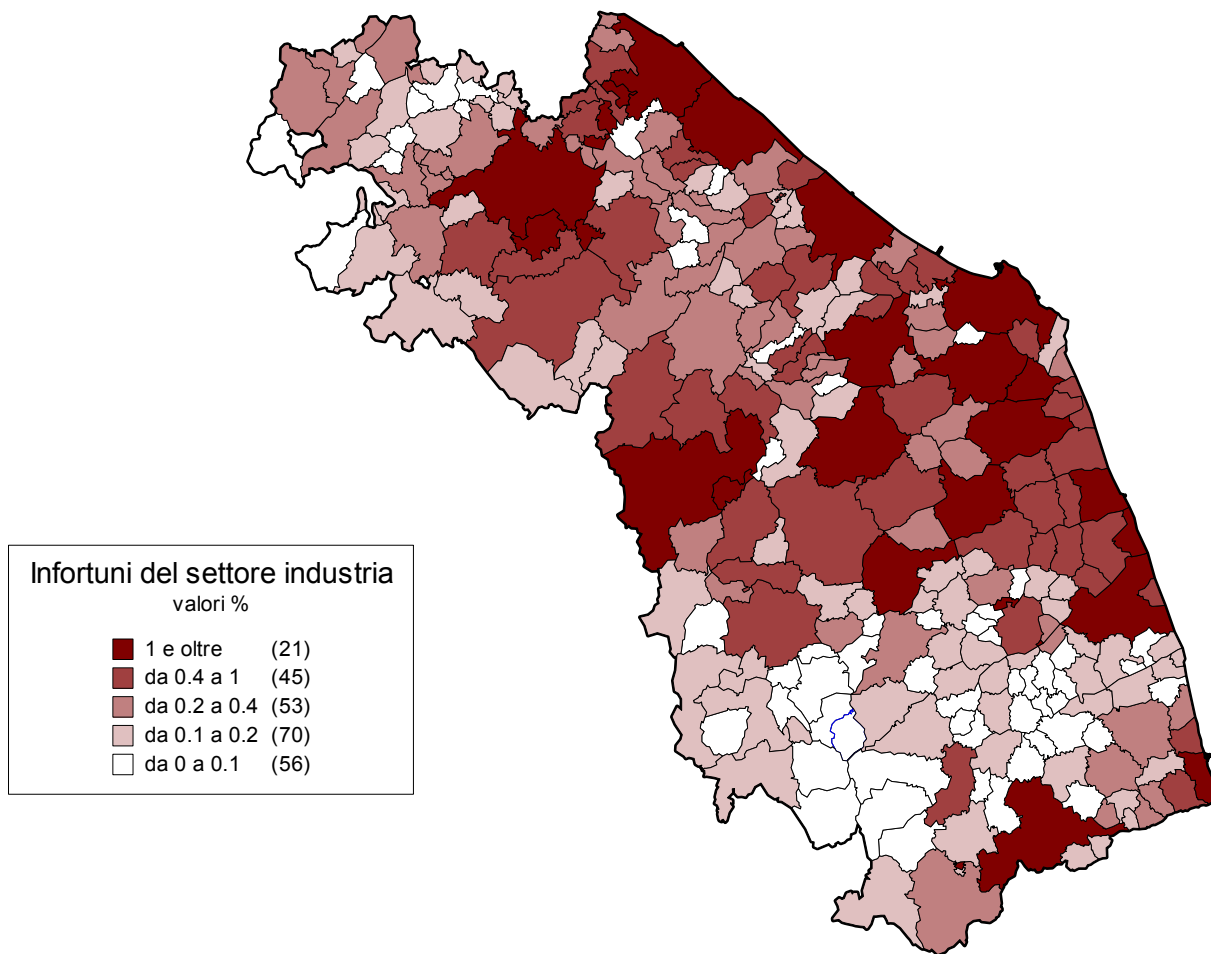 Infortuni del settore industria
valori %
1 e oltre (21)
da 0.4 a 1 (45)
da 0.2 a 0.4 (53)
da 0.1 a 0.2 (70)
da 0 a 0.1 (56)